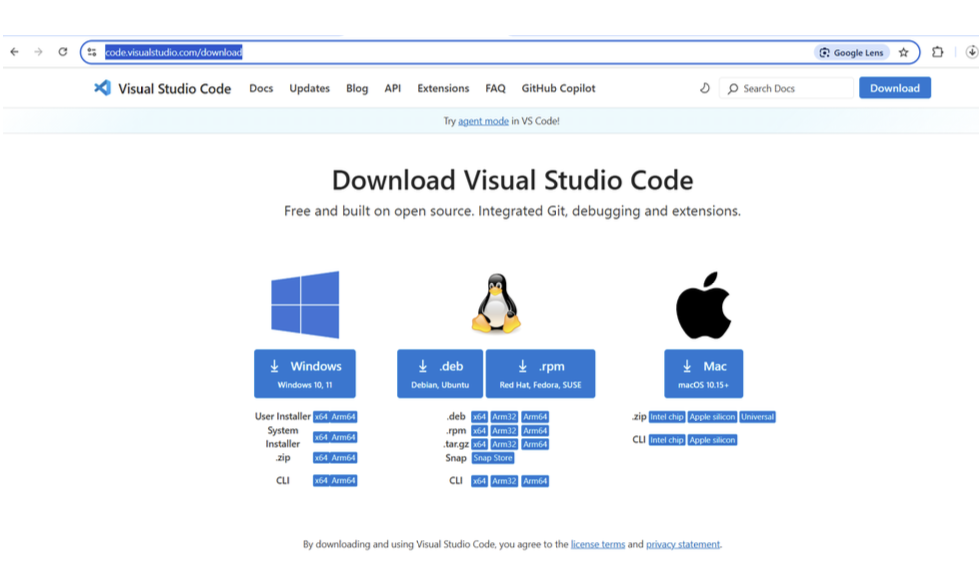 code.visualstudio.com/download
Google Lens
Visual Studio Code Docs Updates Blog API Extensions FAQ GitHub Copilot Search Docs Download
Try agent mode in VS Code!
Download Visual Studio Code
Free and built on open source. Integrated Git, debugging and extensions.
Windows
Windows 10, 11
User Installer x64 Arm64
System
Installer x64 Arm64
.zip x64 Arm64
CLI x64 Arm64
.deb
Debian, Ubuntu
.rpm
Red Hat, Fedora, SUSE
.deb x64 Arm32 Arm64
.rpm x64 Arm32 Arm64
.tar.gz x64 Arm32 Arm64
Snap Snap Store
CLI x64 Arm32 Arm64
Mac
macOS 10.15+
.zip Intel chip Apple silicon Universal
CLI Intel chip Apple silicon
By downloading and using Visual Studio Code, you agree to the license terms and privacy statement.